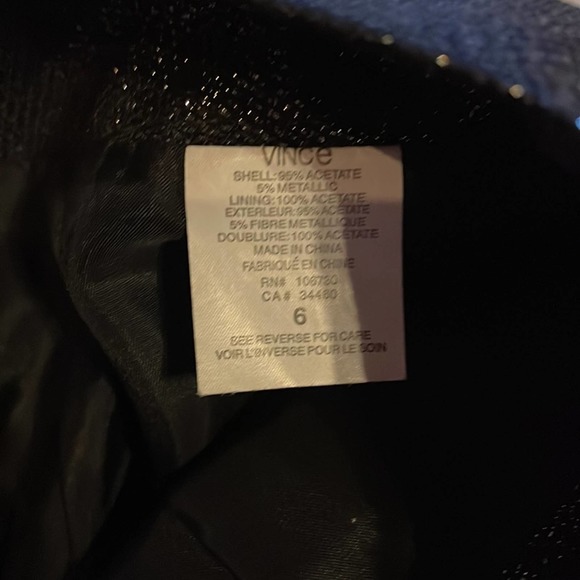 VINCE
SHELL: 95% ACETATE
5% METALLIC
LINING: 100% ACETATE
EXTERIEUR: 95% ACETATE
5% FIBRE METALLIQUE
DOUBLURE: 100% ACETATE
MADE IN CHINA
FABRIQUÉ EN CHINE
RN# 106730
CA# 34480
6
SEE REVERSE FOR CARE
VOIR L'INVERSE POUR LE SOIN